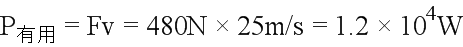 P有用 = Fv = 480N × 25m/s = 1.2 × 10⁴W